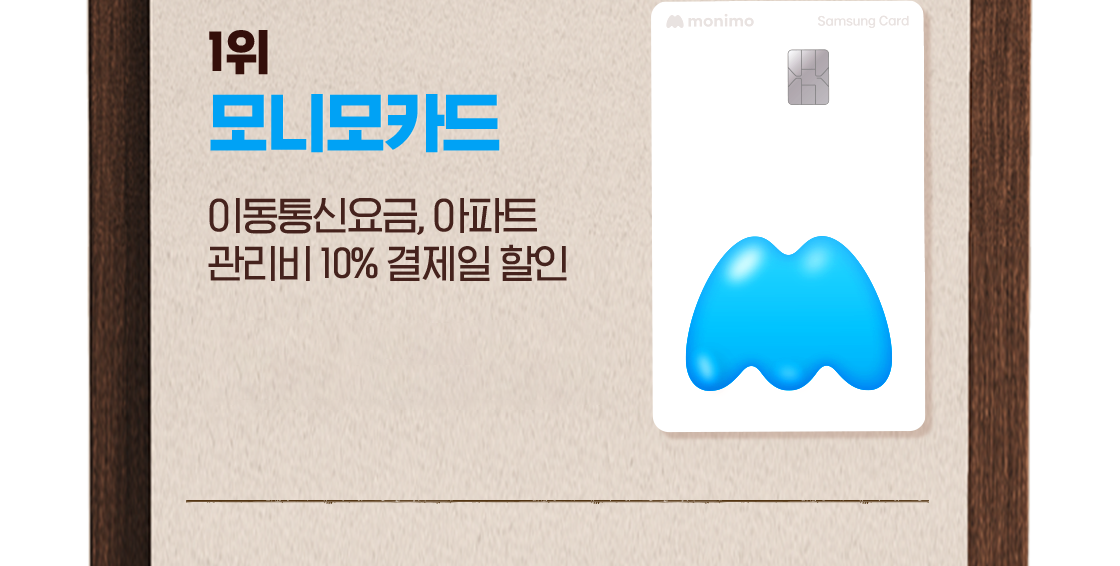 1위
모니모카드
이동통신요금, 아파트
관리비 10% 결제일 할인
monimo
Samsung Card